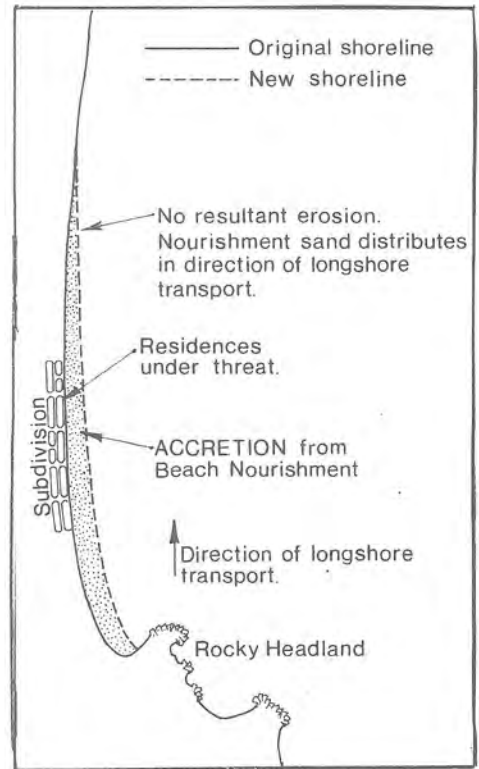 Original shoreline
New shoreline
No resultant erosion.
Nourishment sand distributes
in direction of longshore
transport.
Residences
under threat.
Subdivision
ACCRETION from
Beach Nourishment
Direction of longshore
transport.
Rocky Headland